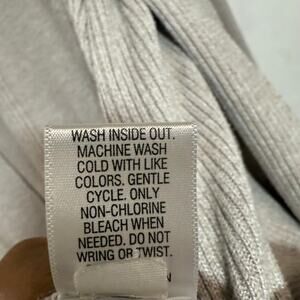 WASH INSIDE OUT.
MACHINE WASH
COLD WITH LIKE
COLORS. GENTLE
CYCLE. ONLY
NON-CHLORINE
BLEACH WHEN
NEEDED. DO NOT
WRING OR TWIST.